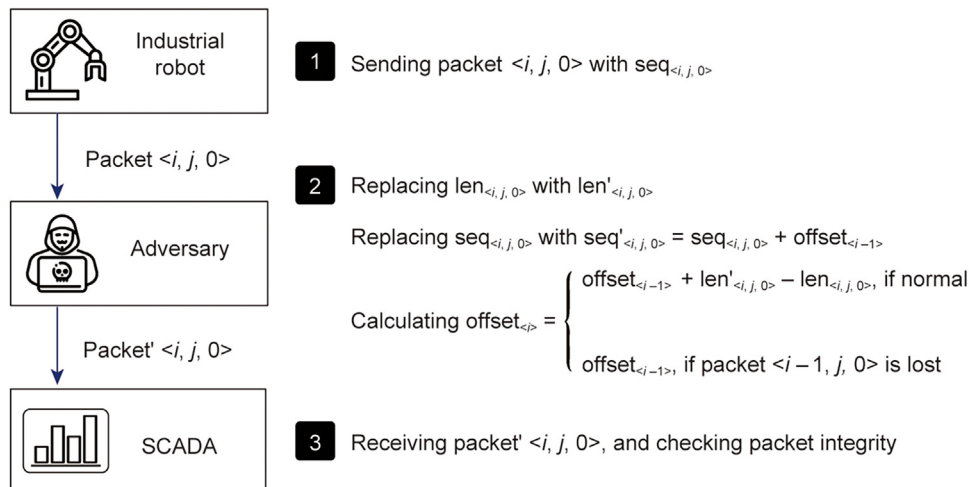 Industrial
robot
1
Sending packet <i, j, 0> with seq<i, j, 0>
Packet <i, j, 0>
2
Replacing len<i, j, 0> with len'<i, j, 0>
Adversary
Replacing seq<i, j, 0> with seq'<i, j, 0> = seq<i, j, 0> + offset<i –1>
offset<i –1> + len'<i, j, 0> – len<i, j, 0>, if normal
Calculating offset<i> =
Packet' <i, j, 0>
offset<i –1>, if packet <i – 1, j, 0> is lost
SCADA
3
Receiving packet' <i, j, 0>, and checking packet integrity